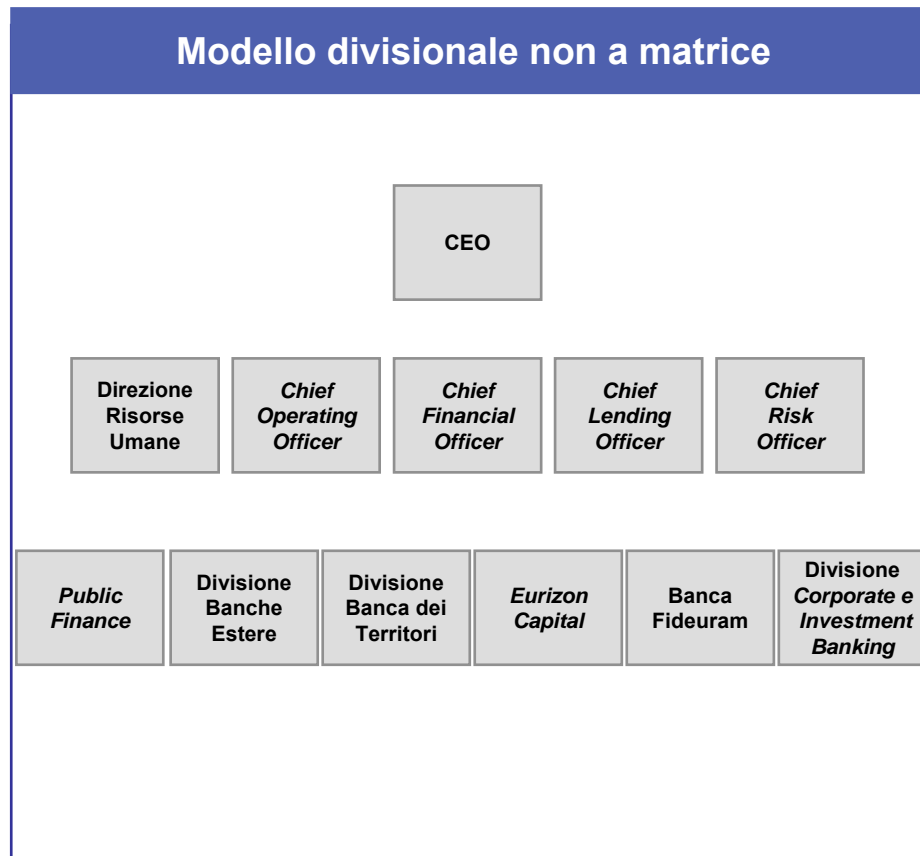 Modello divisionale non a matrice
CEO
Direzione
Risorse
Umane
Chief
Operating
Officer
Chief
Financial
Officer
Chief
Lending
Officer
Chief
Risk
Officer
Public
Finance
Divisione
Banche
Estere
Divisione
Banca dei
Territori
Eurizon
Capital
Banca
Fideuram
Divisione
Corporate e
Investment
Banking